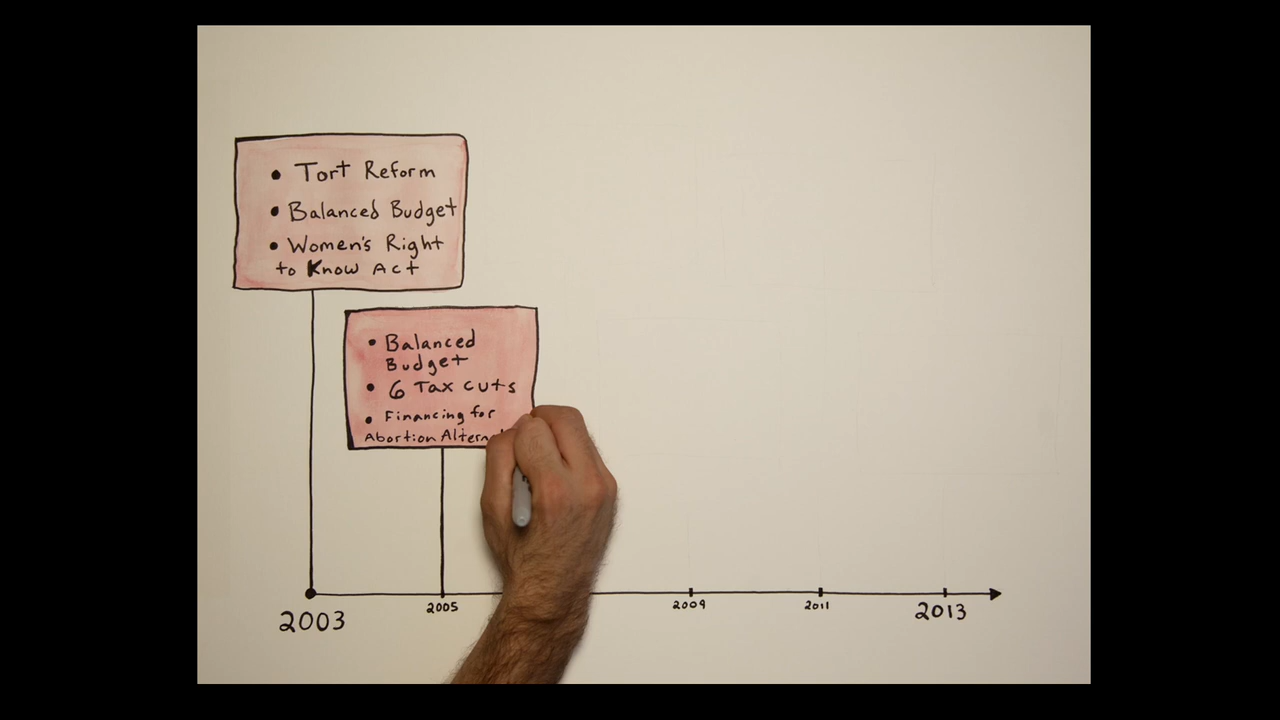 • Tort Reform
• Balanced Budget
• Women's Right
to Know Act
• Balanced
Budget
• 6 Tax cuts
• Financing for
Abortion
2003
2005
2009
2011
2013